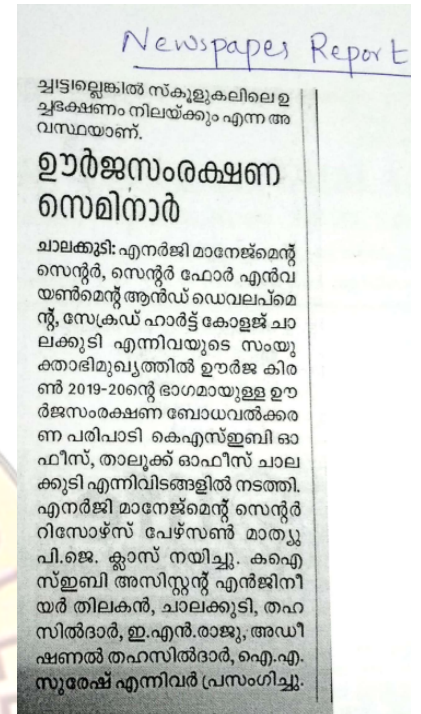 Newspaper Report
ച്ചിട്ടില്ലെങ്കിൽ സ്കൂളുകലിലെ ഉ
ച്ചഭക്ഷണം നിലയ്ക്കും എന്ന അ
വസ്ഥയാണ്.
ഊർജസംരക്ഷണ
സെമിനാർ
ചാലക്കുടി: എനർജി മാനേജ്മെന്റ്
സെന്റർ, സെന്റർ ഫോർ എൻവ
യൺമെന്റ് ആൻഡ് ഡെവലപ്മെ
ന്റ്, സേക്രഡ് ഹാർട്ട് കോളജ് ചാ
ലക്കുടി എന്നിവയുടെ സംയു
ക്താഭിമുഖ്യത്തിൽ ഊർജ കിര
ൺ 2019-20ന്റെ ഭാഗമായുള്ള ഊ
ർജസംരക്ഷണ ബോധവൽക്കര
ണ പരിപാടി കെഎസ്ഇബി ഓ
ഫീസ്, താലൂക്ക് ഓഫീസ് ചാല
ക്കുടി എന്നിവിടങ്ങളിൽ നടത്തി.
എനർജി മാനേജ്മെന്റ് സെന്റർ
റിസോഴ്സ് പേഴ്സൺ മാത്യു
പി.ജെ. ക്ലാസ് നയിച്ചു. കഐ
സ്ഇബി അസിസ്റ്റന്റ് എൻജിനീ
യർ തിലകൻ, ചാലക്കുടി, തഹ
സിൽദാർ, ഇ.എൻ.രാജു, അഡീ
ഷണൽ തഹസിൽദാർ, ഐ.എ.
സുരേഷ് എന്നിവർ പ്രസംഗിച്ചു.